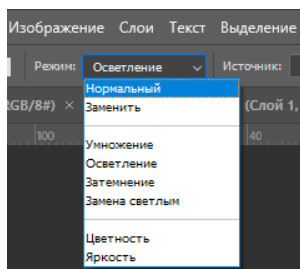 Изображение Слои Текст Выделение
Режим: Осветление Источник:
RGB/8#) × (Слой 1,
100 40
Нормальный
Заменить
Умножение
Осветление
Затемнение
Замена светлым
Цветность
Яркость